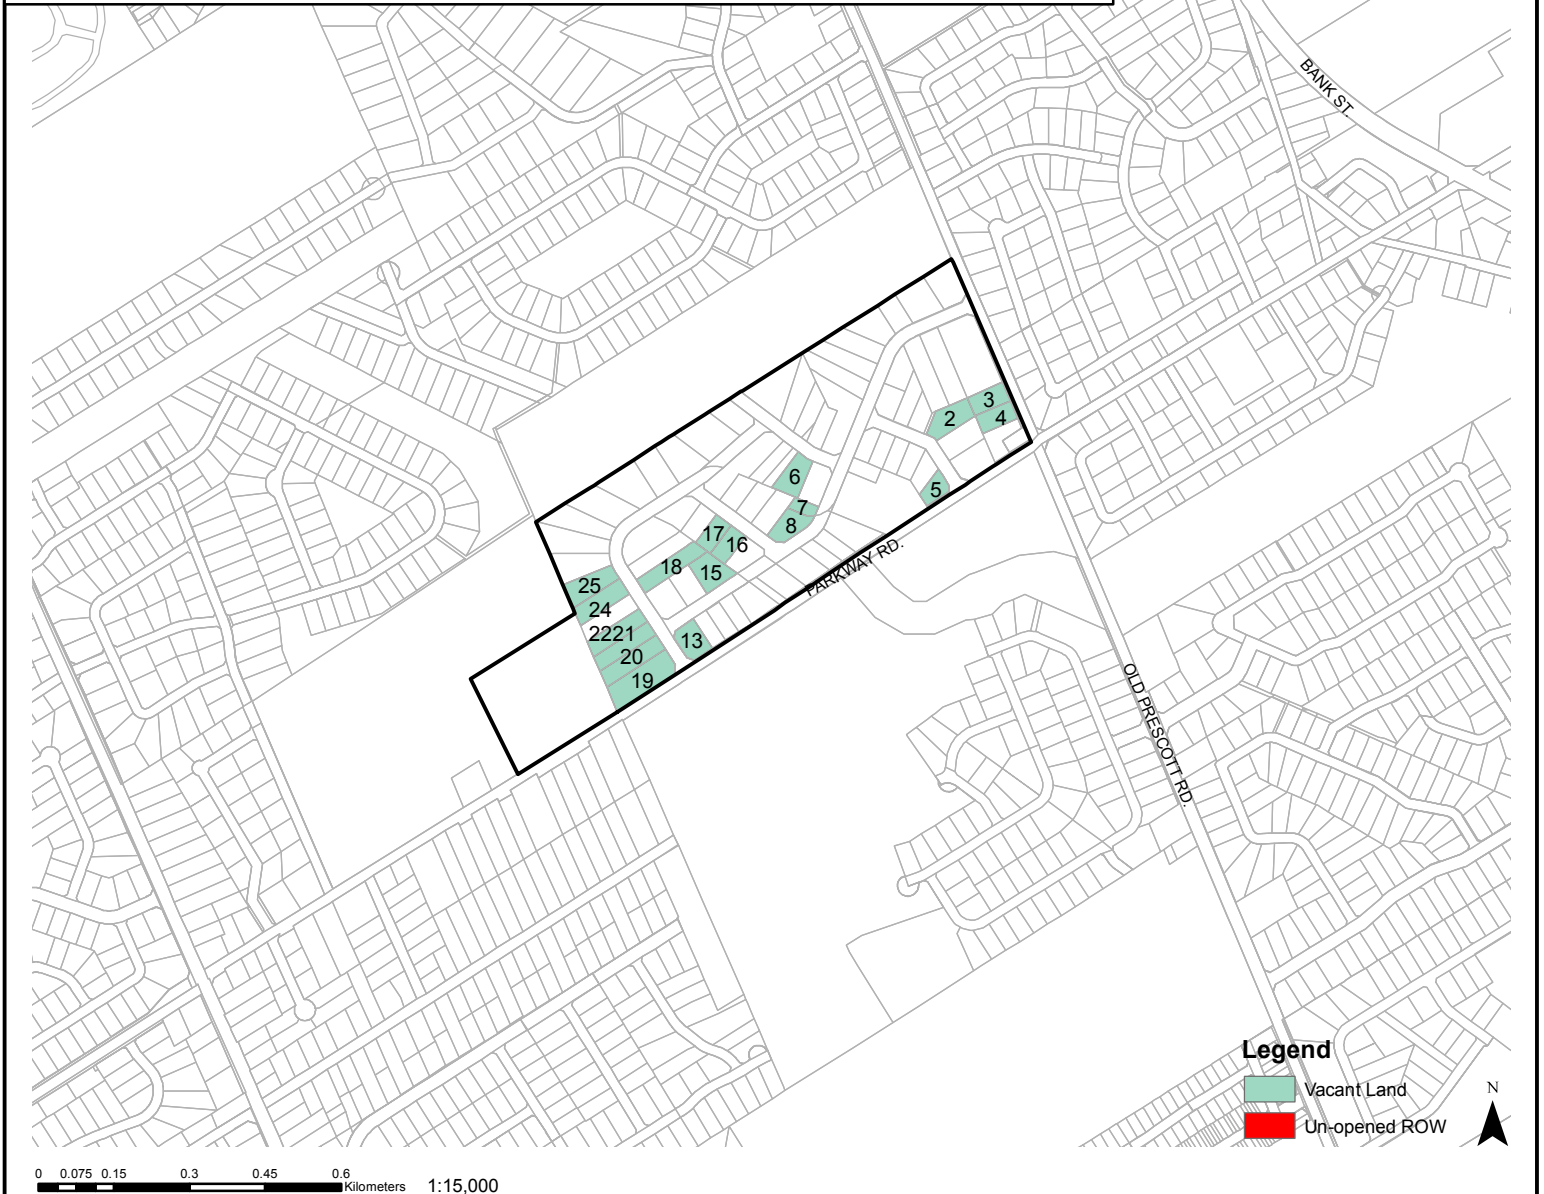 BANK ST.
3
2
4
6
5
7
8
17
16
PARKWAY RD.
18
15
25
24
2221
13
20
19
OLD PRESCOTT RD.
Legend
Vacant Land
Un-opened ROW
N
0 0.075 0.15 0.3 0.45 0.6
Kilometers 1:15,000